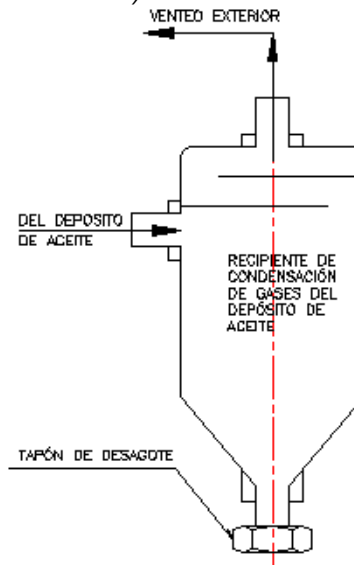 VENTEO EXTERIOR
DEL DEPOSITO
DE ACEITE
RECIPIENTE DE
CONDENSACIÓN
DE GASES DEL
DEPÓSITO DE
ACEITE
TAPÓN DE DESAGOTE